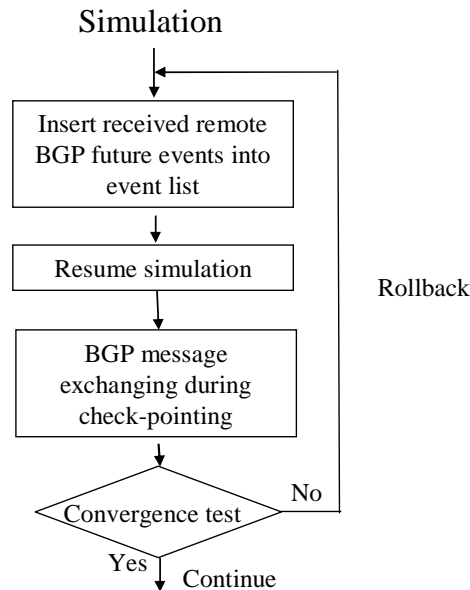 Simulation
Insert received remote
BGP future events into
event list
Resume simulation
Rollback
BGP message
exchanging during
check-pointing
No
Convergence test
Yes
Continue